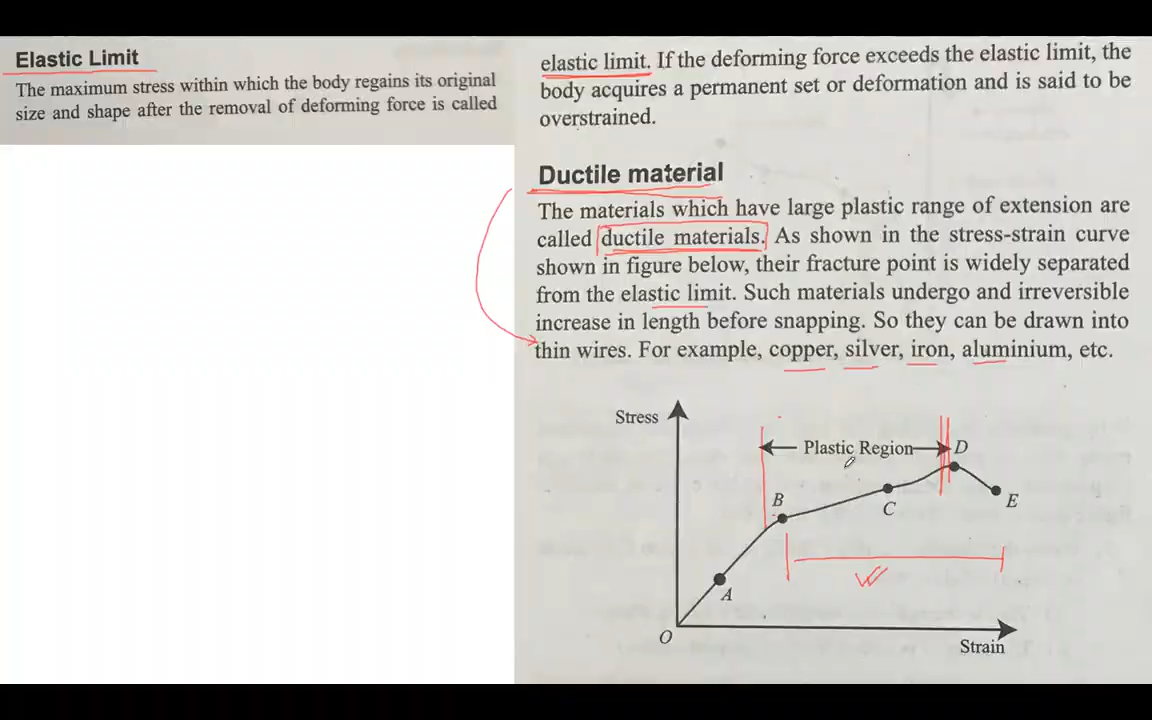 Elastic Limit
The maximum stress within which the body regains its original
size and shape after the removal of deforming force is called
elastic limit. If the deforming force exceeds the elastic limit, the
body acquires a permanent set or deformation and is said to be
overstrained.
Ductile material
The materials which have large plastic range of extension are
called ductile materials. As shown in the stress-strain curve
shown in figure below, their fracture point is widely separated
from the elastic limit. Such materials undergo and irreversible
increase in length before snapping. So they can be drawn into
thin wires. For example, copper, silver, iron, aluminium, etc.
Stress
Plastic Region
D
B
C
E
A
O
Strain